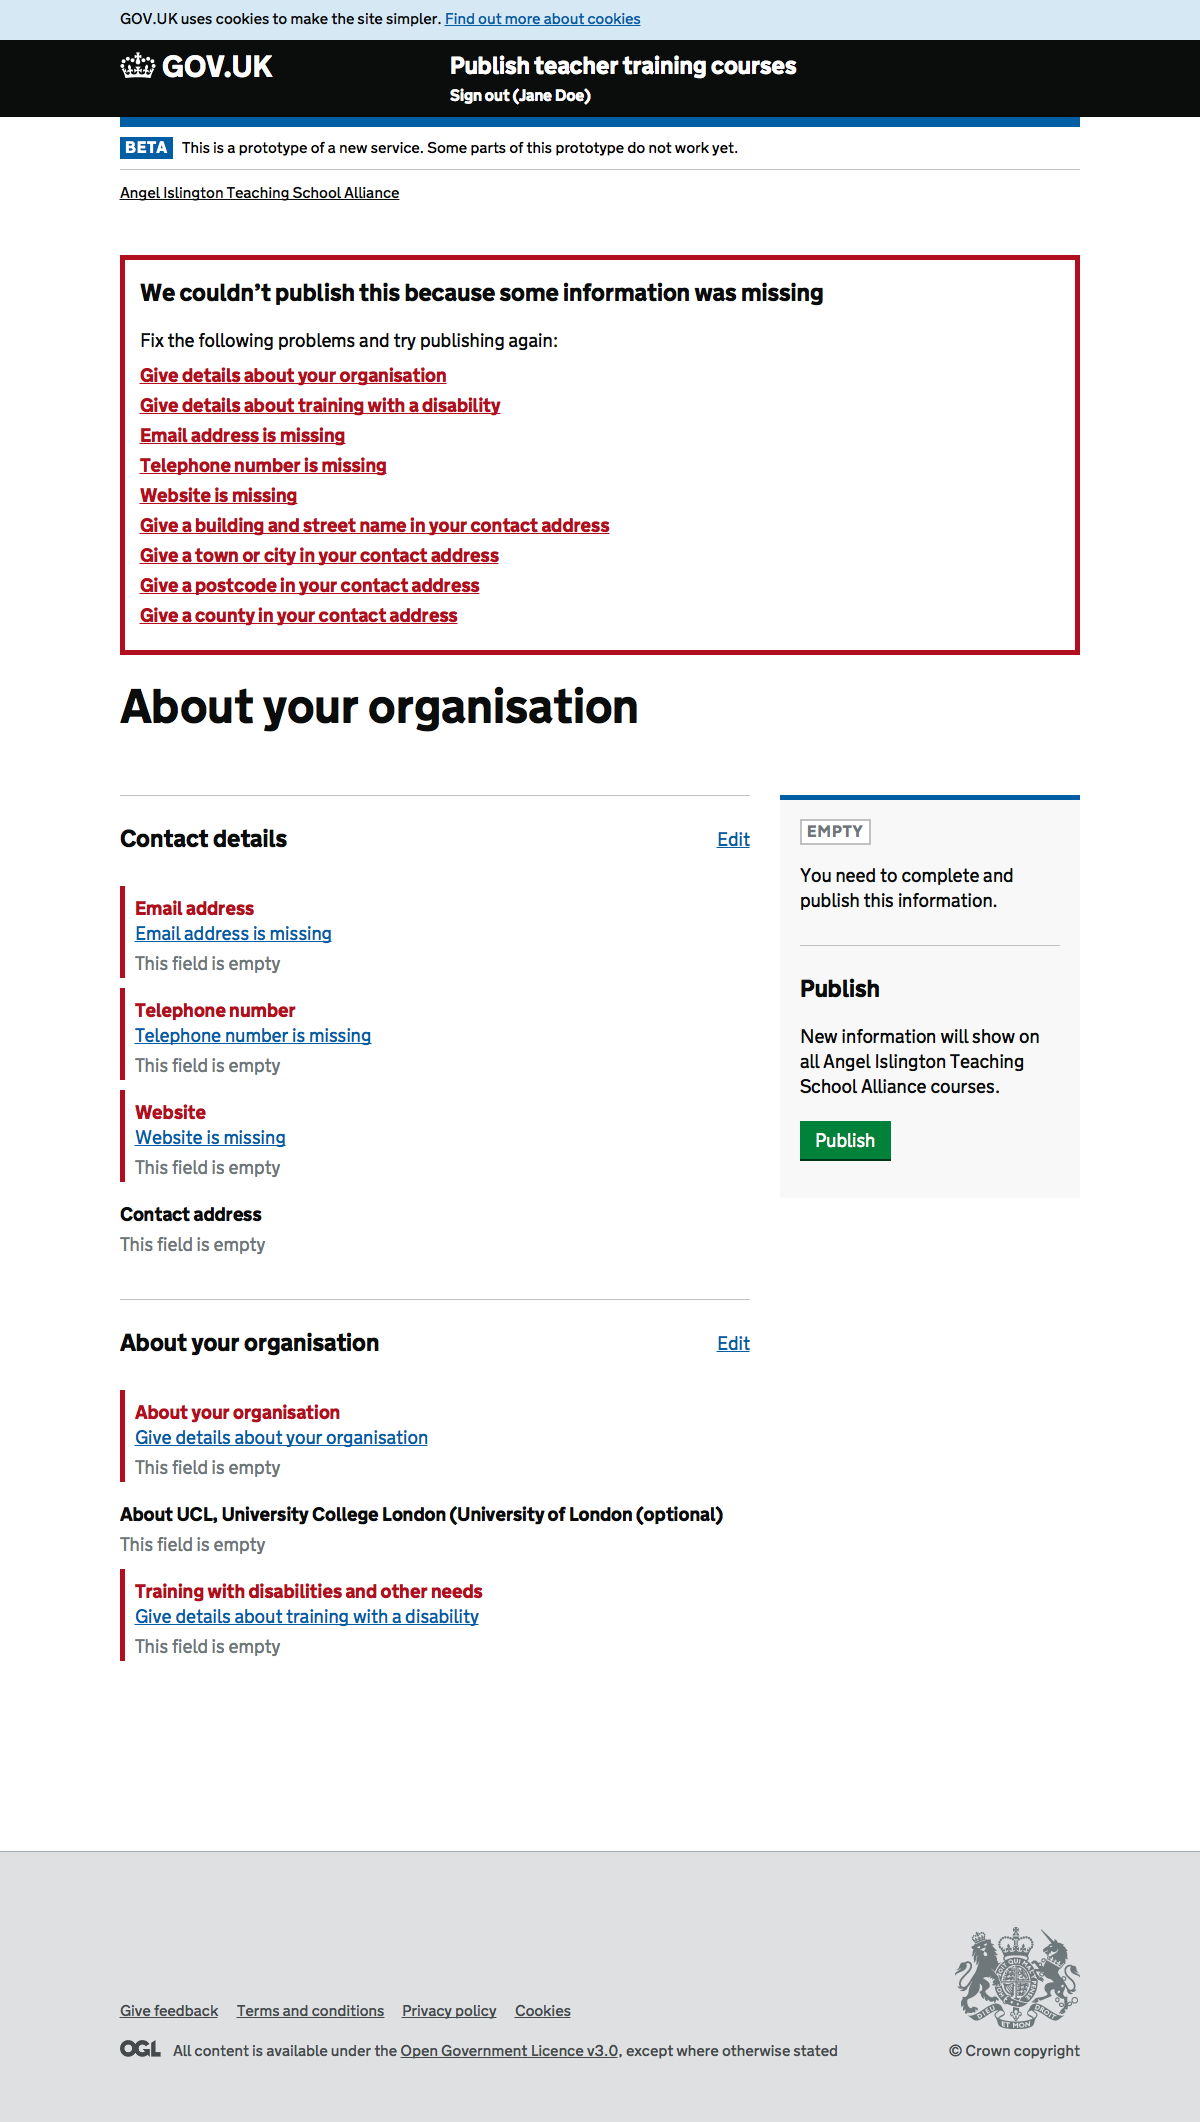 GOV.UK uses cookies to make the site simpler. Find out more about cookies
GOV.UK
Publish teacher training courses
Sign out (Jane Doe)
BETA This is a prototype of a new service. Some parts of this prototype do not work yet.
Angel Islington Teaching School Alliance
We couldn’t publish this because some information was missing
Fix the following problems and try publishing again:
Give details about your organisation
Give details about training with a disability
Email address is missing
Telephone number is missing
Website is missing
Give a building and street name in your contact address
Give a town or city in your contact address
Give a postcode in your contact address
Give a county in your contact address
About your organisation
Contact details Edit
Email address
Email address is missing
This field is empty
Telephone number
Telephone number is missing
This field is empty
Website
Website is missing
This field is empty
Contact address
This field is empty
About your organisation Edit
About your organisation
Give details about your organisation
This field is empty
About UCL, University College London (University of London (optional)
This field is empty
Training with disabilities and other needs
Give details about training with a disability
This field is empty
EMPTY
You need to complete and
publish this information.
Publish
New information will show on
all Angel Islington Teaching
School Alliance courses.
Publish
Give feedback Terms and conditions Privacy policy Cookies
OGL All content is available under the Open Government Licence v3.0, except where otherwise stated
DIEU ET MON DROIT
© Crown copyright